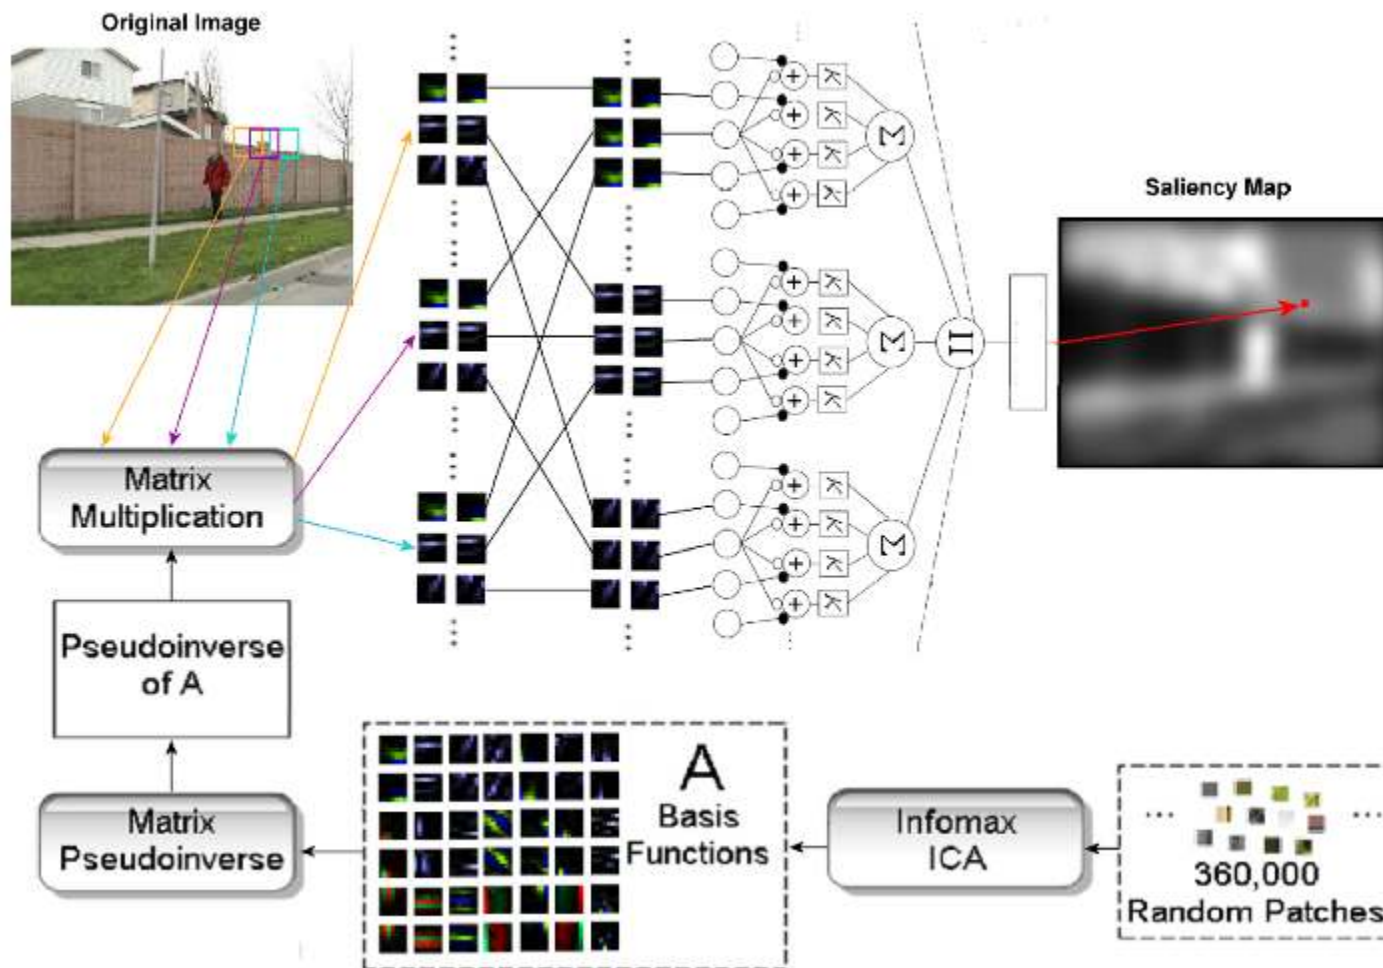 Original Image
Saliency Map
Matrix
Multiplication
Pseudoinverse
of A
Matrix
Pseudoinverse
A
Basis
Functions
Infomax
ICA
360,000
Random Patches
+
+
+
+
Σ
+
+
+
+
Σ
Π
+
+
+
+
Σ